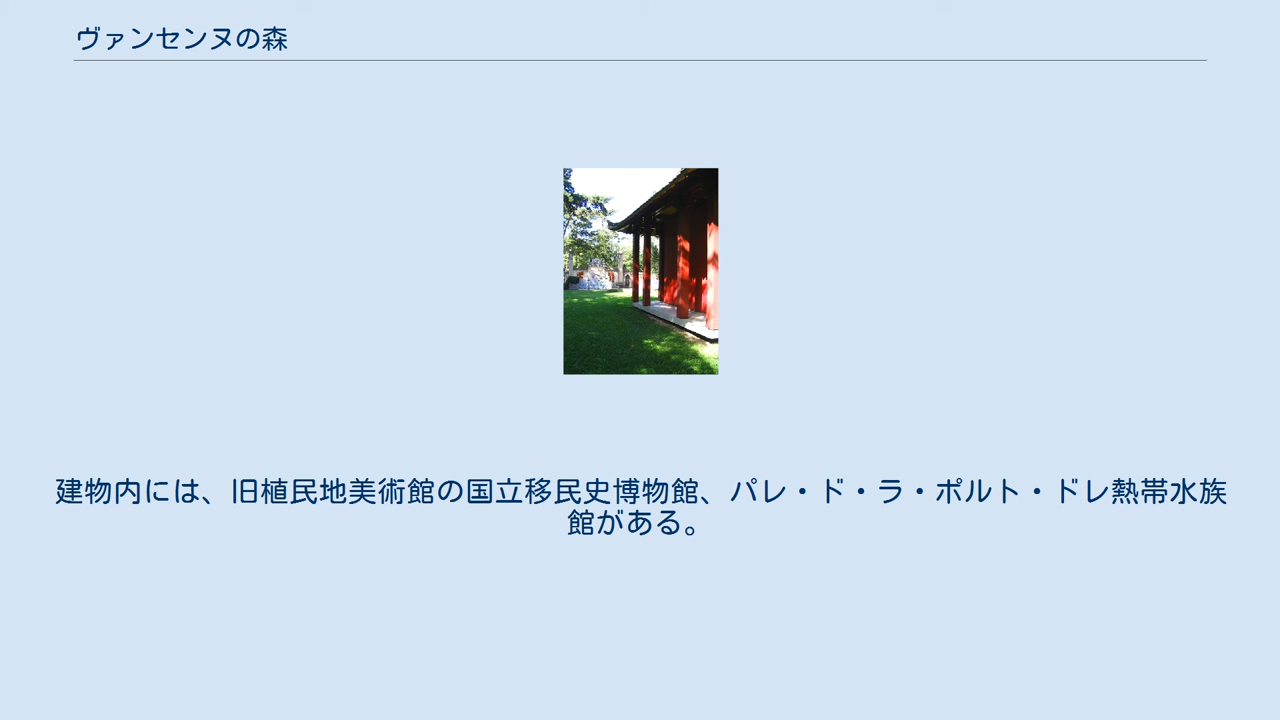 ヴァンセンヌの森
建物内には、旧植民地美術館の国立移民史博物館、パレ・ド・ラ・ポルト・ドレ熱帯水族
館がある。